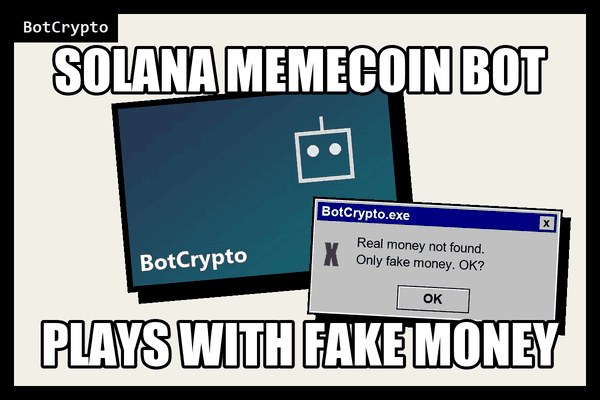 BotCrypto
SOLANA MEMECOIN BOT
BotCrypto
BotCrypto.exe
x
Real money not found.
Only fake money. OK?
OK
PLAYS WITH FAKE MONEY